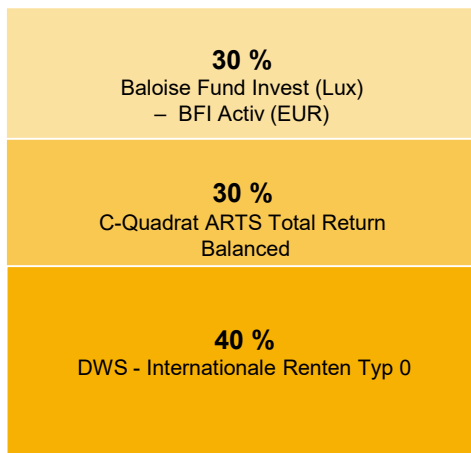 30 %
Baloise Fund Invest (Lux)
– BFI Activ (EUR)
30 %
C-Quadrat ARTS Total Return
Balanced
40 %
DWS - Internationale Renten Typ 0